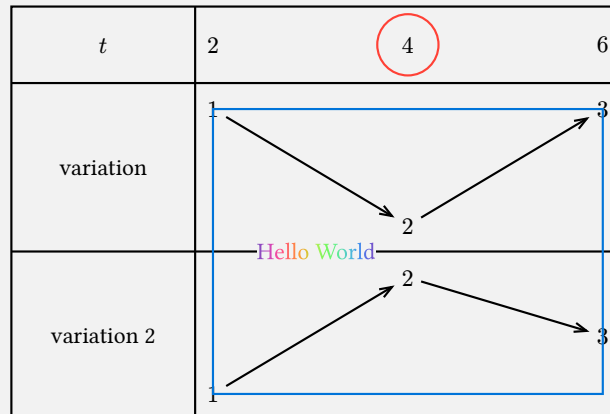 t 2 4 6
1 3
variation
2
Hello World
2
variation 2 3
1